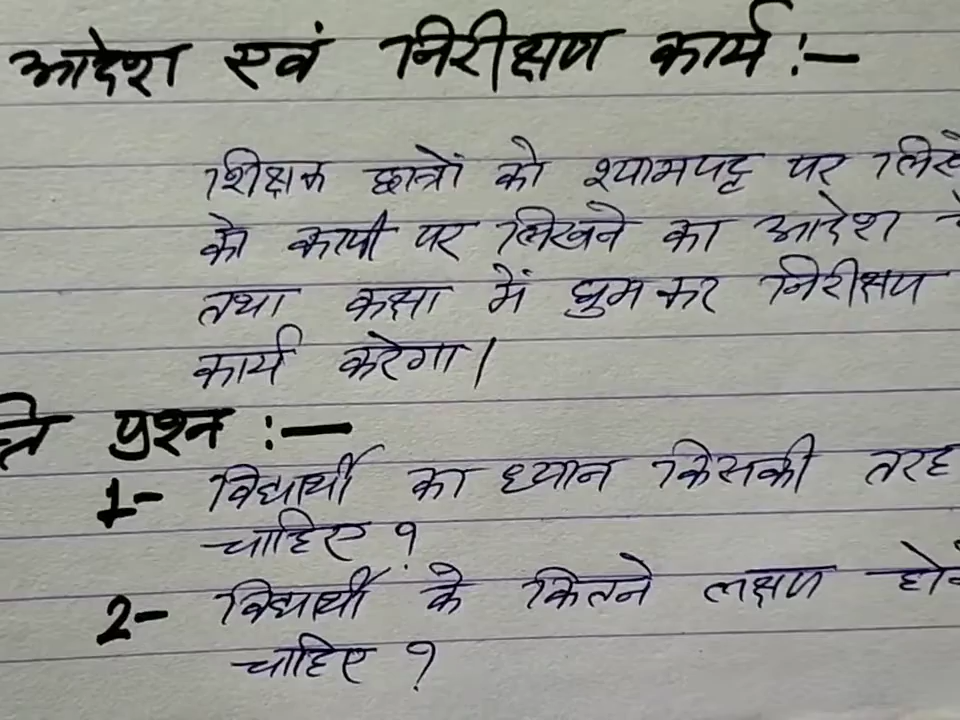 आदेश एवं निरीक्षण कार्य :—
शिक्षक छात्रों को श्यामपट्ट पर
को कापी पर लिखने का आदेश
तथा कक्षा में घुमकर निरीक्षण
कार्य करेगा।
प्रश्न :—
1- विद्यार्थी का ध्यान किसकी तरह
चाहिए ?
2- विद्यार्थी के कितने लक्षण
चाहिए ?